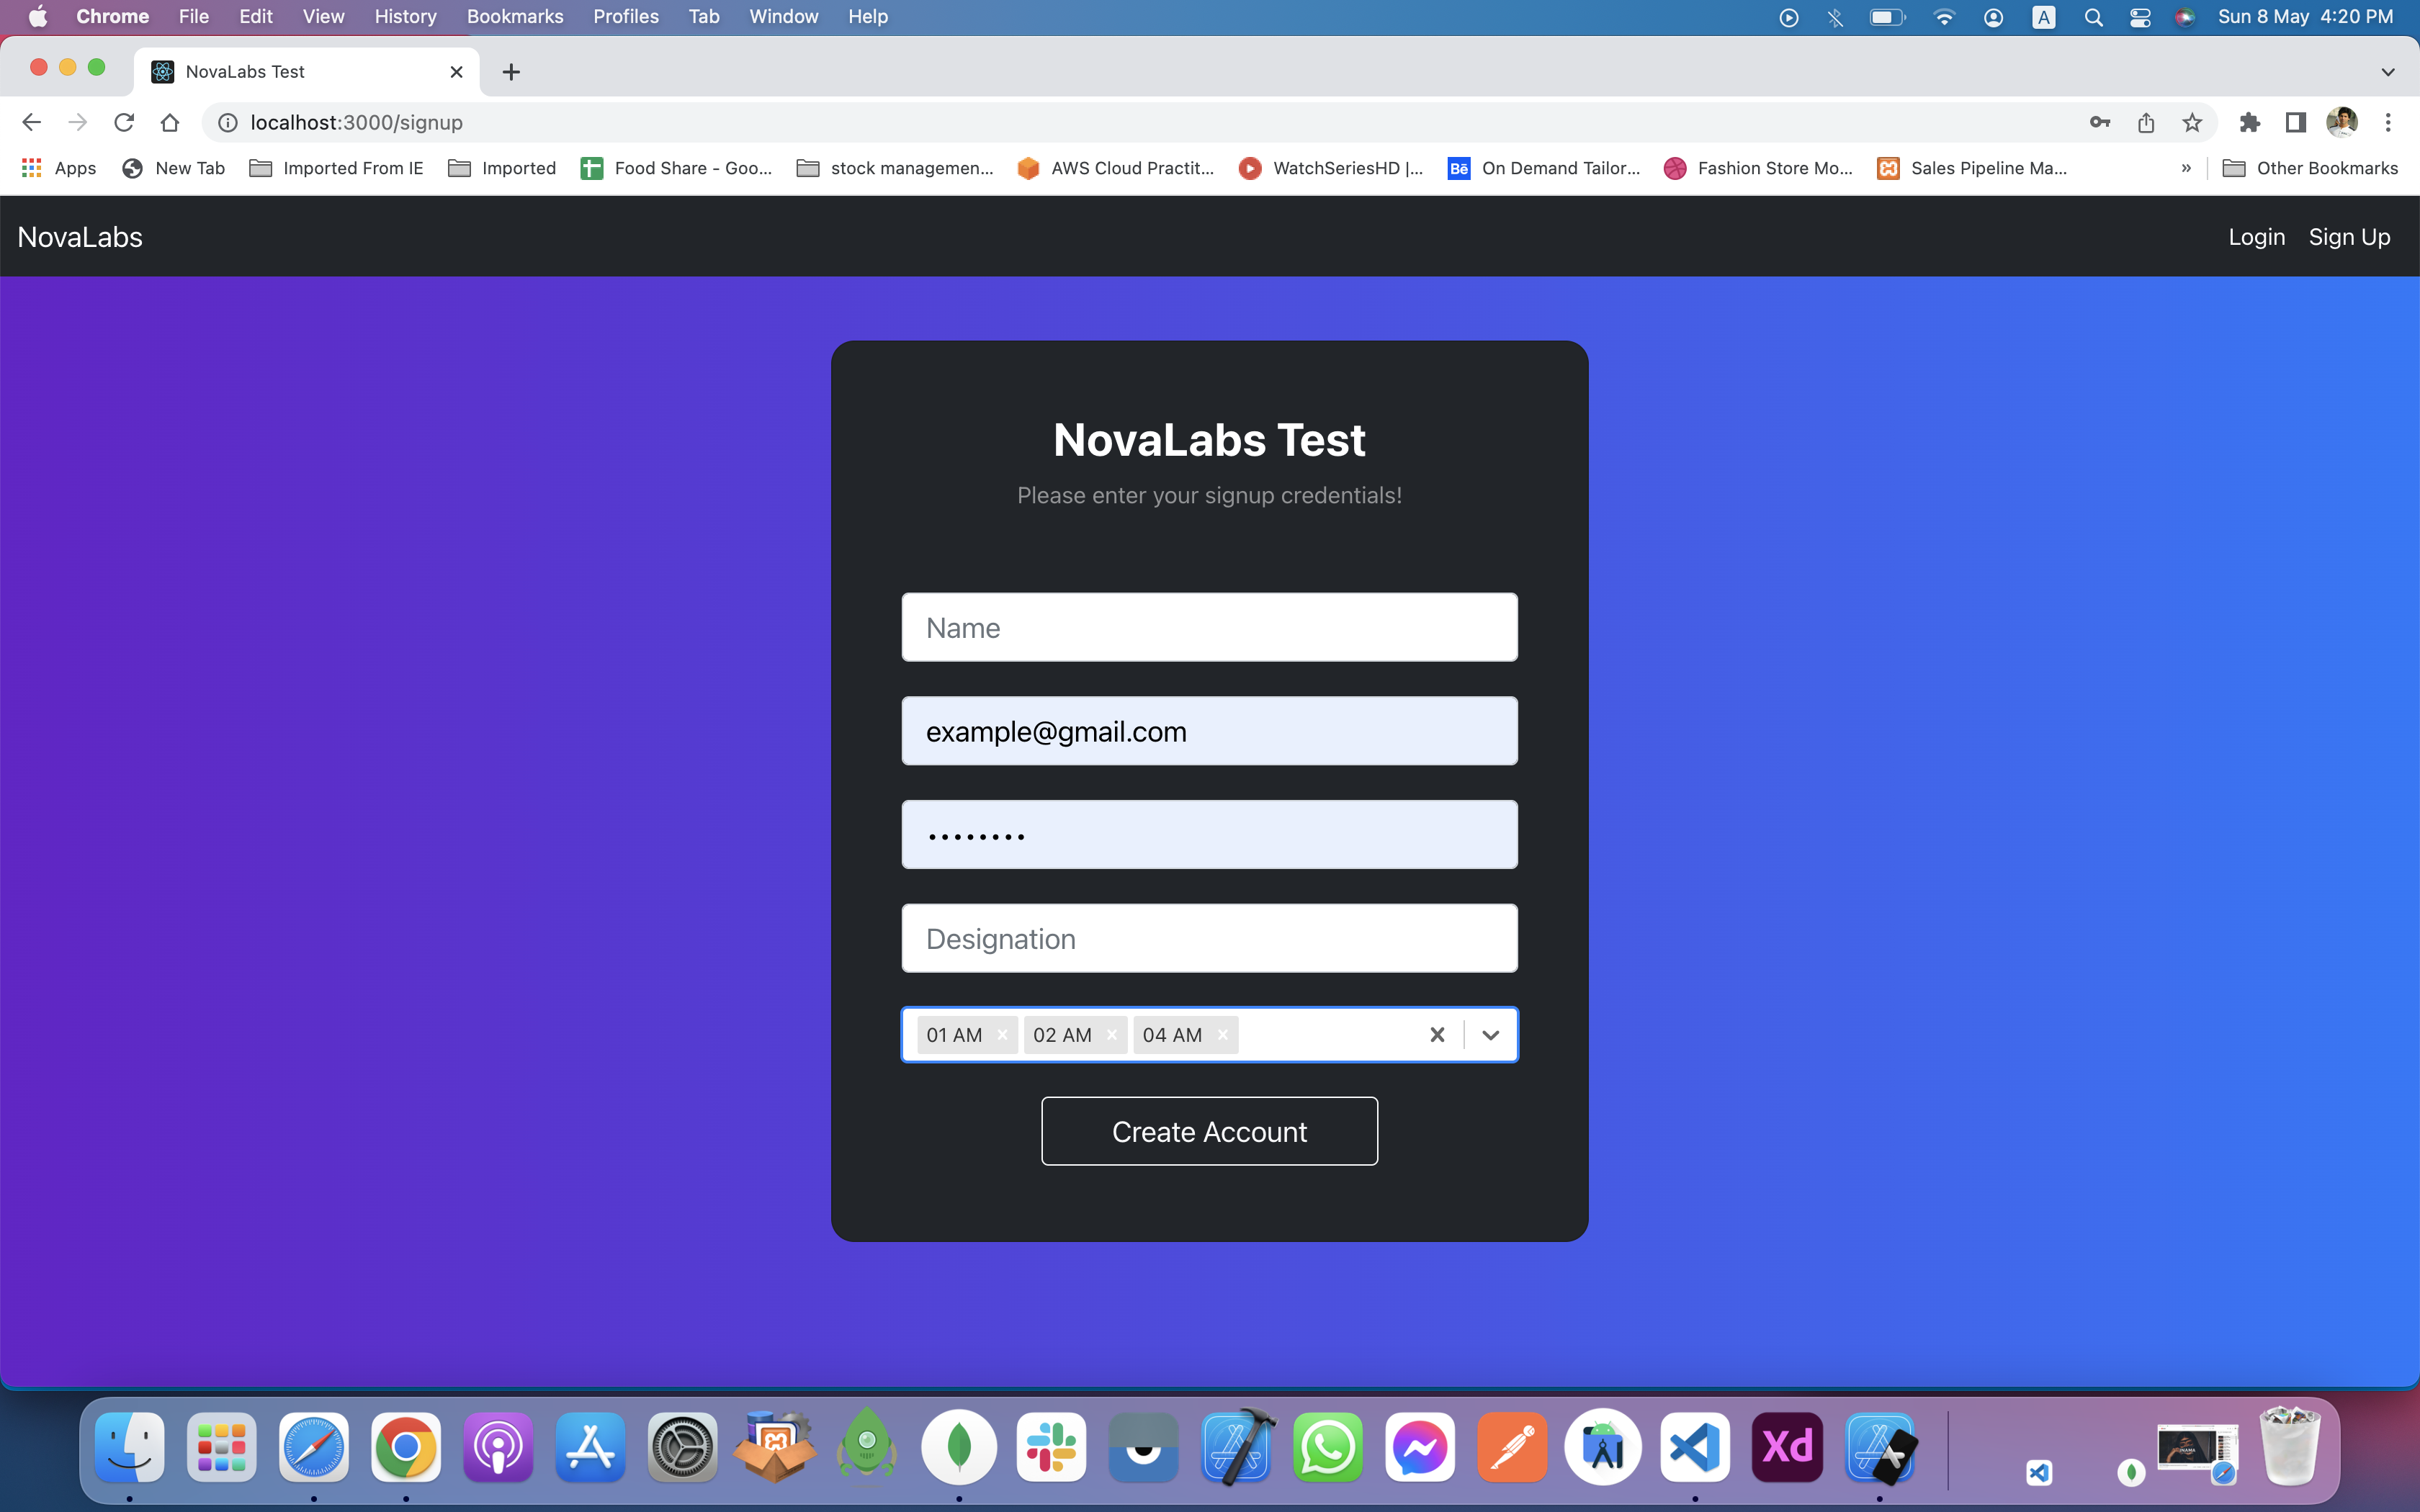 Chrome File Edit View History Bookmarks Profiles Tab Window Help A Sun 8 May 4:20 PM
NovaLabs Test
localhost:3000/signup
Apps New Tab Imported From IE Imported Food Share - Goo... stock managemen... AWS Cloud Practit... WatchSeriesHD |... Bē On Demand Tailor... Fashion Store Mo... Sales Pipeline Ma... » Other Bookmarks
NovaLabs Login Sign Up
NovaLabs Test
Please enter your signup credentials!
Name
example@gmail.com
••••••••
Designation
01 AM 02 AM 04 AM
Create Account
Xd